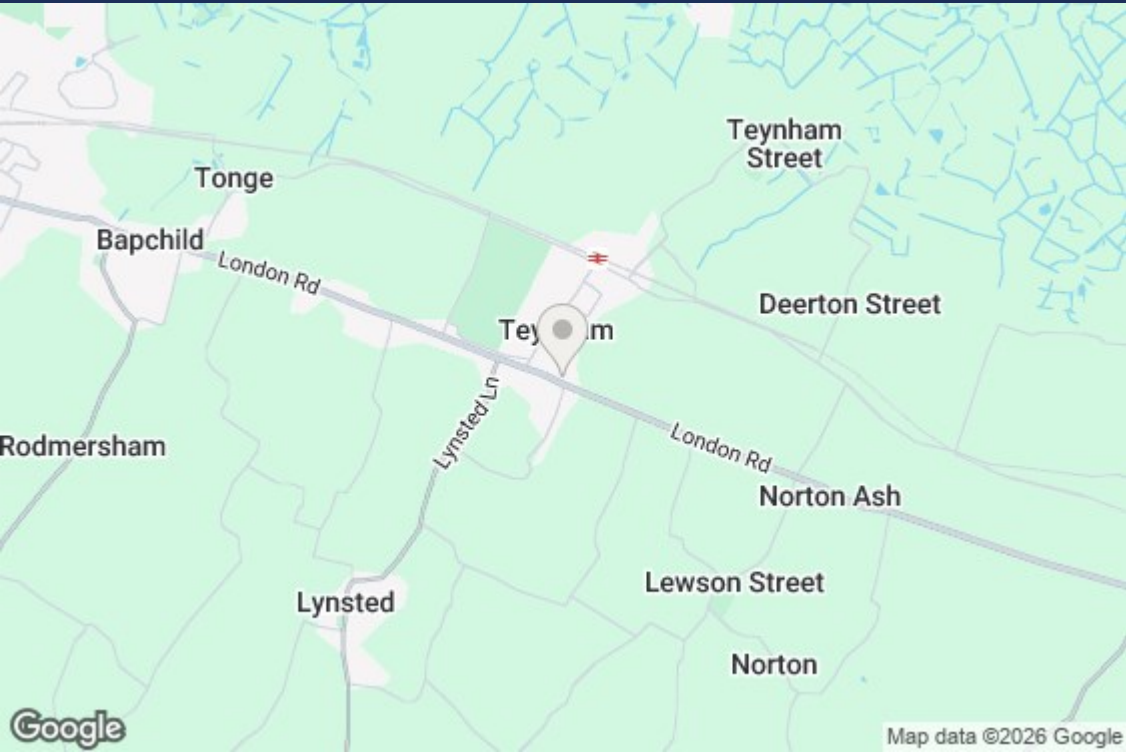 Teynham
Street
Tonge
Bapchild
London Rd
Deerton Street
Lynsted Ln
Rodmersham
London Rd
Norton Ash
Lewson Street
Lynsted
Norton
Google
Map data ©2026 Google